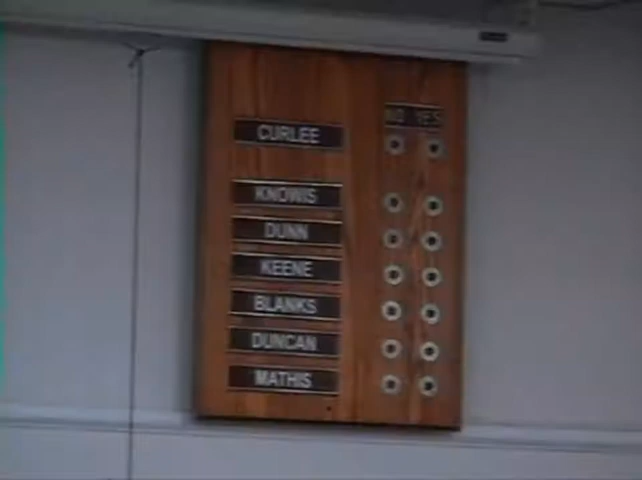 NO YES
CURLEE
KNOWIS
DUNN
KEENE
BLANKS
DUNCAN
MATHIS